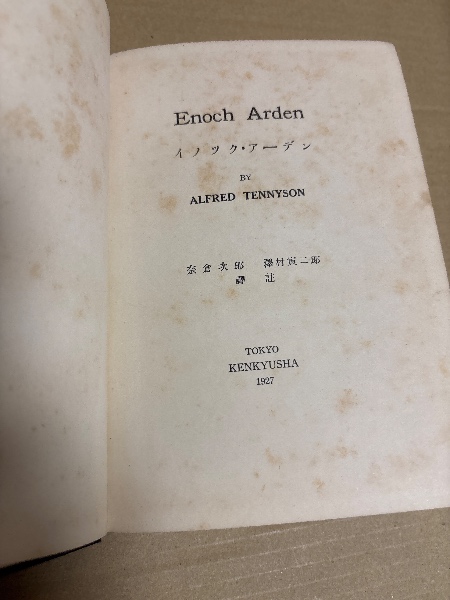 Enoch Arden
イノック・アーデン
BY
ALFRED TENNYSON
奈倉次郎 澤村寅二郎
譯註
TOKYO
KENKYUSHA
1927